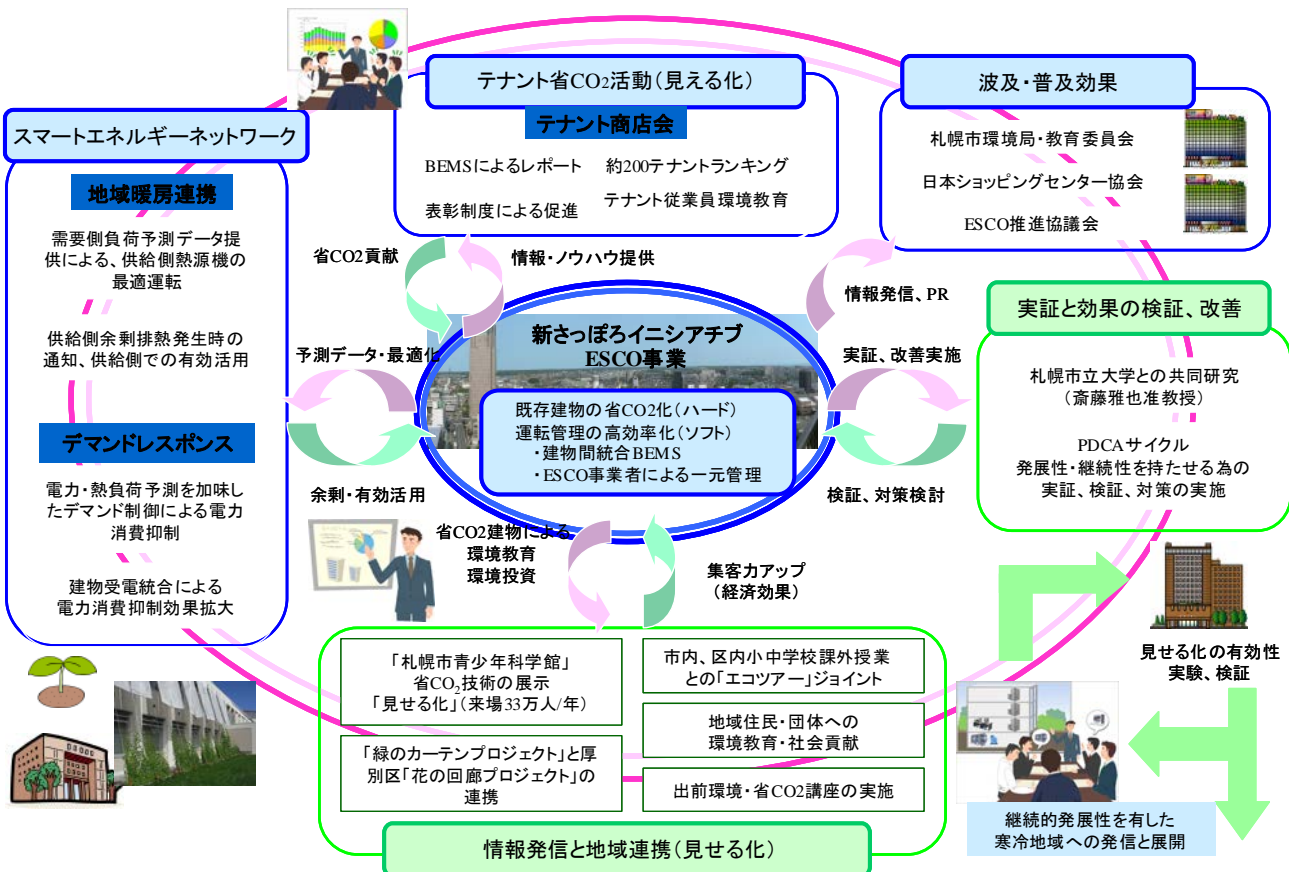 テナント省CO2活動（見える化）
テナント商店会
BEMSによるレポート
約200テナントランキング
表彰制度による促進
テナント従業員環境教育
波及・普及効果
札幌市環境局・教育委員会
日本ショッピングセンター協会
ESCO推進協議会
スマートエネルギーネットワーク
地域暖房連携
需要側負荷予測データ提
供による、供給側熱源機の
最適運転
供給側余剰排熱発生時の
通知、供給側での有効活用
デマンドレスポンス
電力・熱負荷予測を加味し
たデマンド制御による電力
消費抑制
建物受電統合による
電力消費抑制効果拡大
省CO2貢献
情報・ノウハウ提供
情報発信、PR
予測データ・最適化
余剰・有効活用
新さっぽろイニシアチブ
ESCO事業
既存建物の省CO2化（ハード）
運転管理の高効率化（ソフト）
・建物間統合BEMS
・ESCO事業者による一元管理
実証、改善実施
検証、対策検討
実証と効果の検証、改善
札幌市立大学との共同研究
（斎藤雅也准教授）
PDCAサイクル
発展性・継続性を持たせる為の
実証、検証、対策の実施
省CO2建物による
環境教育
環境投資
集客力アップ
（経済効果）
「札幌市青少年科学館」
省CO2技術の展示
「見せる化」（来場33万人/年）
「緑のカーテンプロジェクト」と厚
別区「花の回廊プロジェクト」の
連携
市内、区内小中学校課外授業
との「エコツアー」ジョイント
地域住民・団体への
環境教育・社会貢献
出前環境・省CO2講座の実施
情報発信と地域連携（見せる化）
見せる化の有効性
実験、検証
継続的発展性を有した
寒冷地域への発信と展開